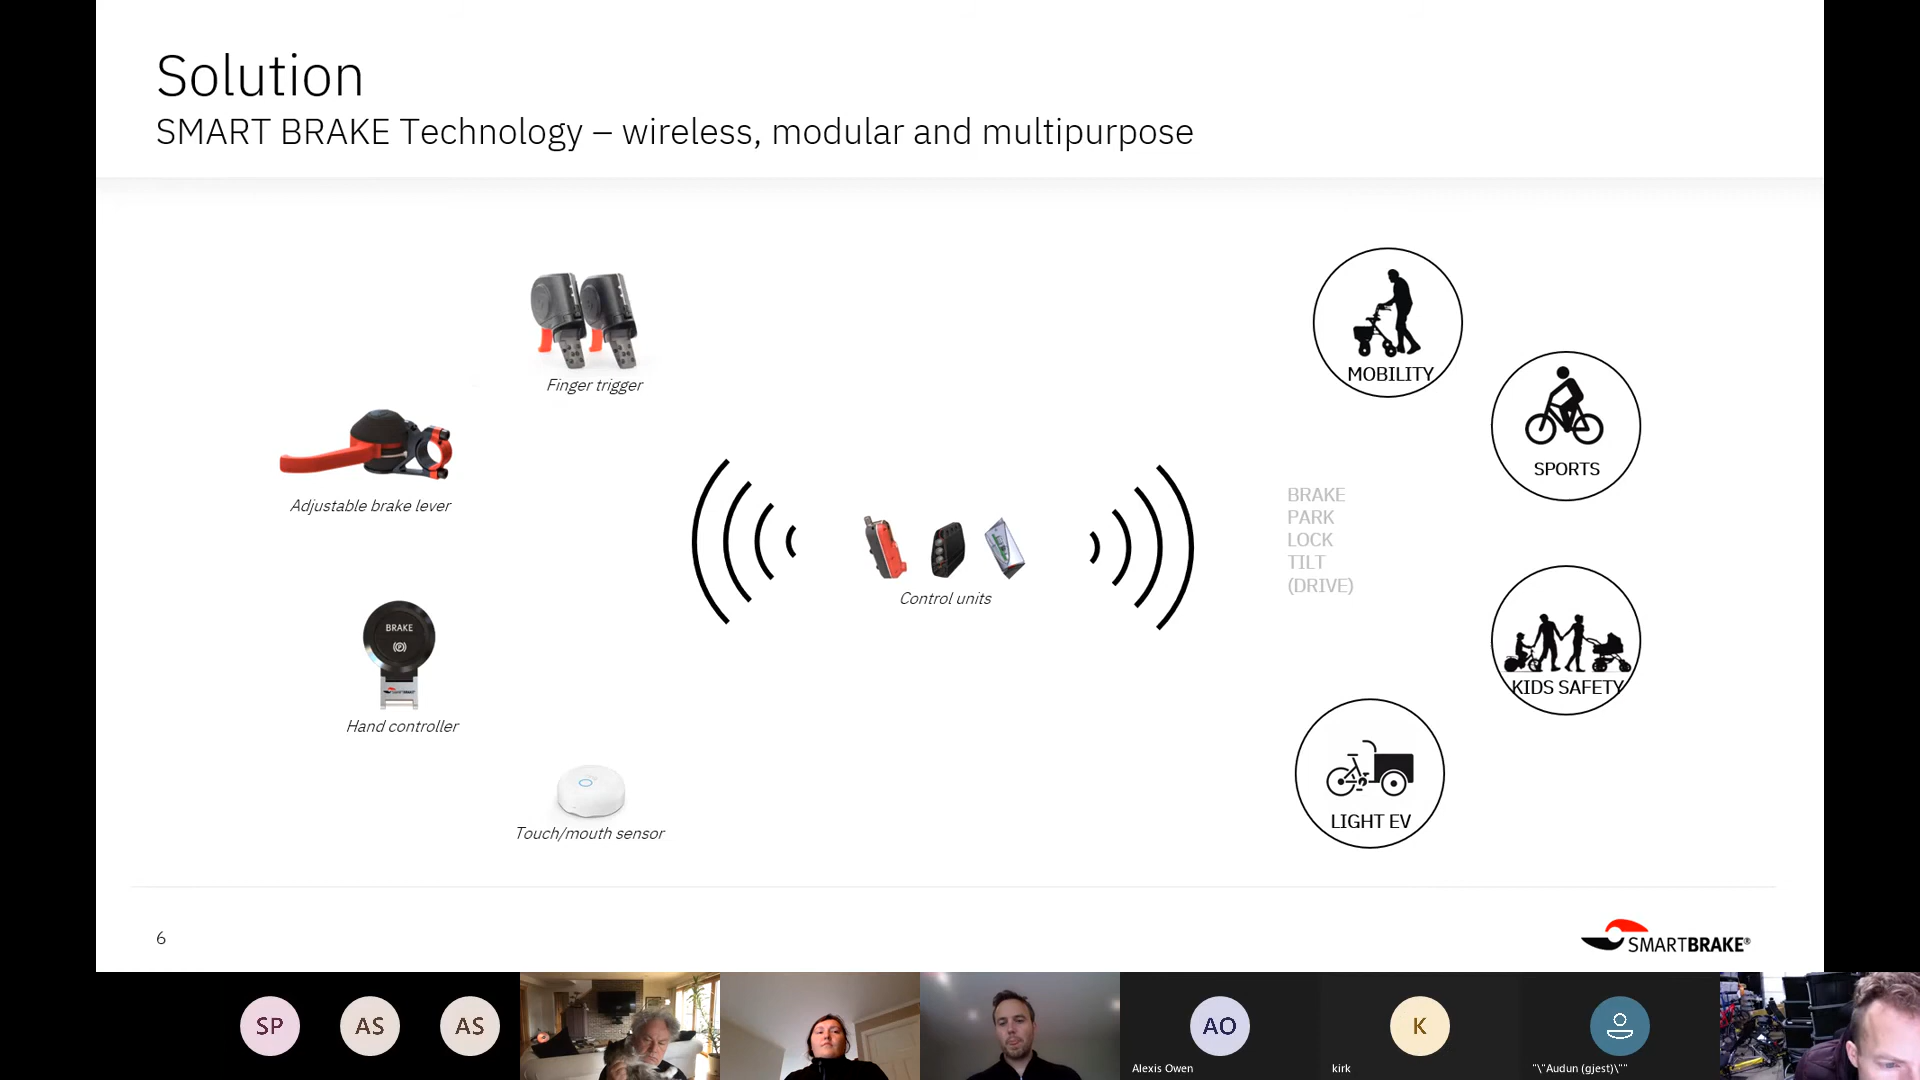 Solution
SMART BRAKE Technology – wireless, modular and multipurpose
Finger trigger
Adjustable brake lever
BRAKE
Hand controller
Touch/mouth sensor
Control units
BRAKE
PARK
LOCK
TILT
(DRIVE)
MOBILITY
SPORTS
KIDS SAFETY
LIGHT EV
6
SMARTBRAKE®
SP
AS
AS
AO
Alexis Owen
K
kirk
"\"Audun (gjest)\""